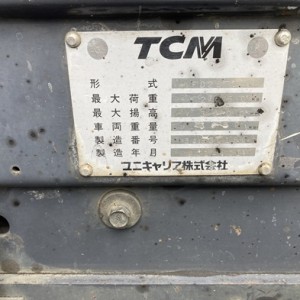 TCM
形式
最大荷重
最大揚高
車両重量
製造番号
製造年月
ユニキャリア株式会社